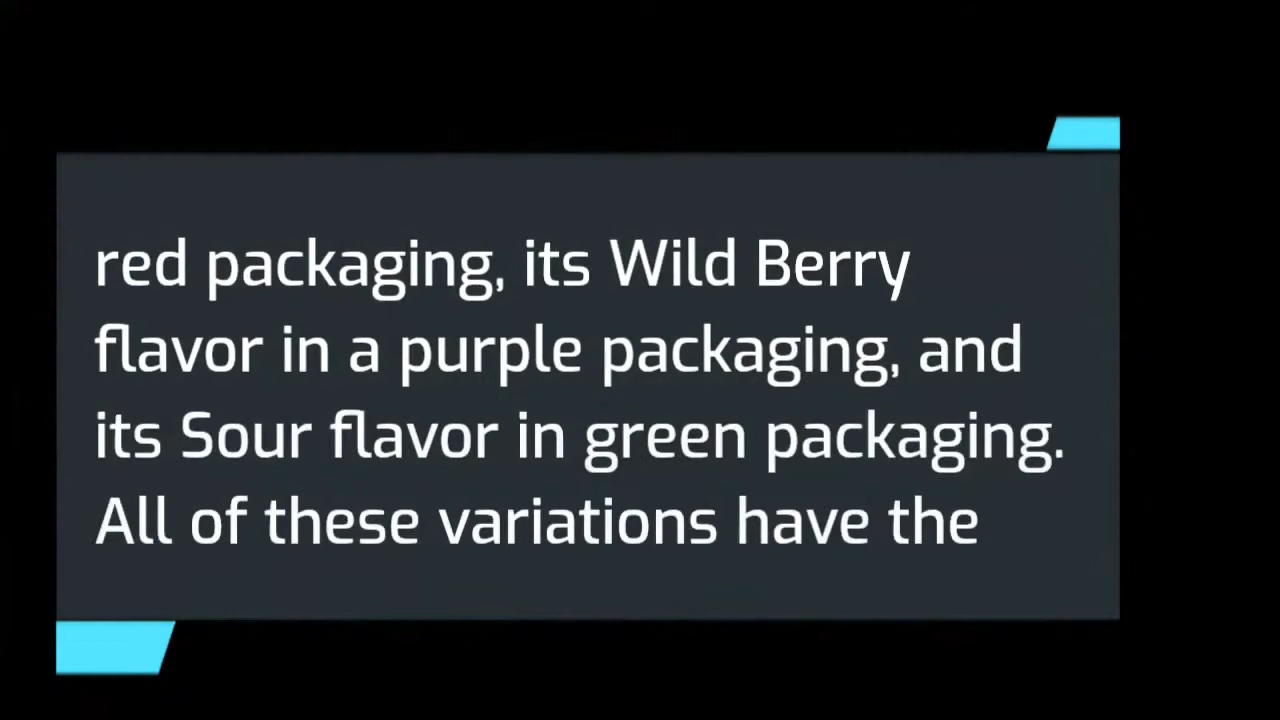 red packaging, its Wild Berry
flavor in a purple packaging, and
its Sour flavor in green packaging.
All of these variations have the